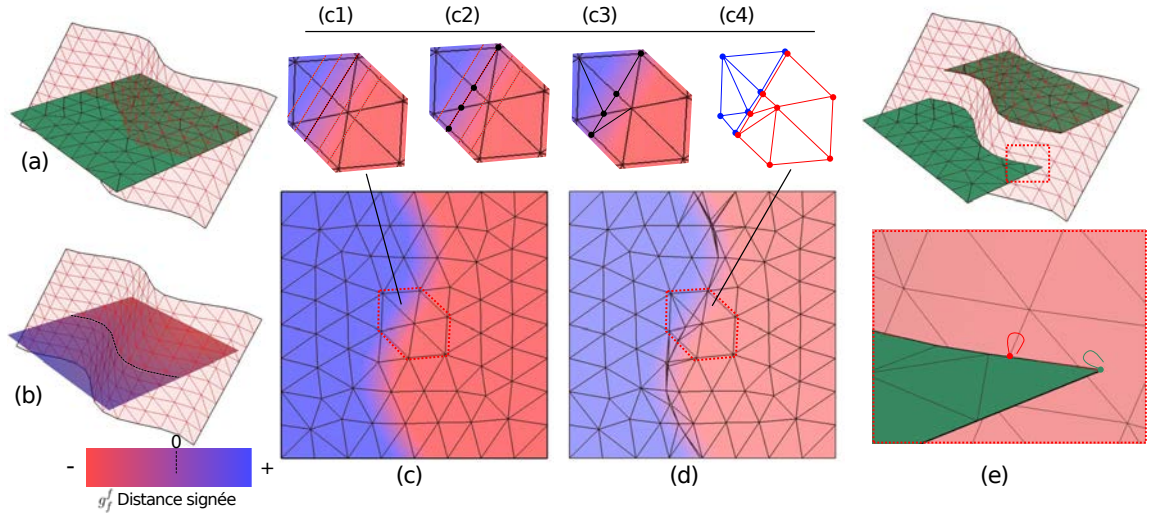 (c1) (c2) (c3) (c4)
(a)
(b)
0
- +
g_f^f Distance signée
(c)
(d)
(e)